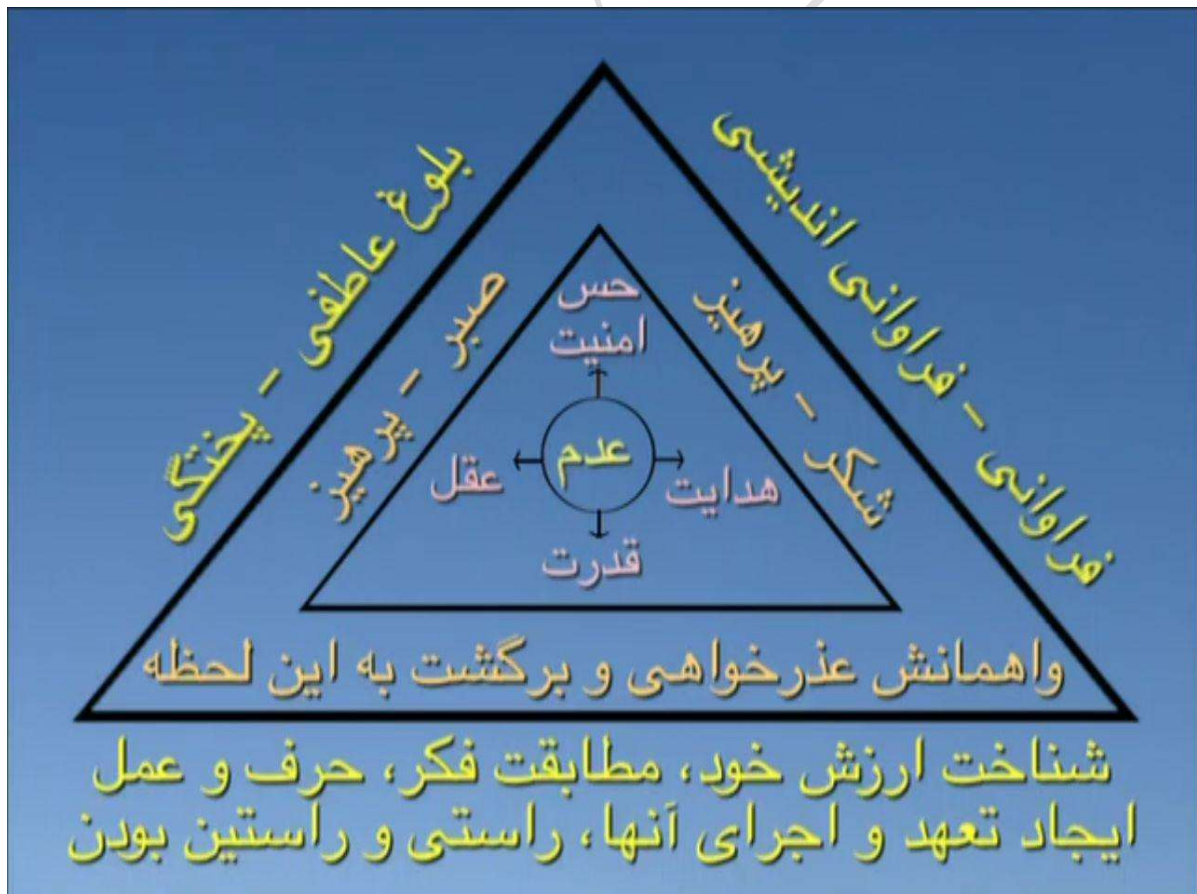 فراوانی - فراوانی اندیشی
بلوغ عاطفی - پختگی
شکر - پرهیز
صبر - پرهیز
حس
امنیت
عدم
هدایت
عقل
قدرت
واهمانش عذرخواهی و برگشت به این لحظه
شناخت ارزش خود، مطابقت فکر، حرف و عمل
ایجاد تعهد و اجرای آنها، راستی و راستین بودن